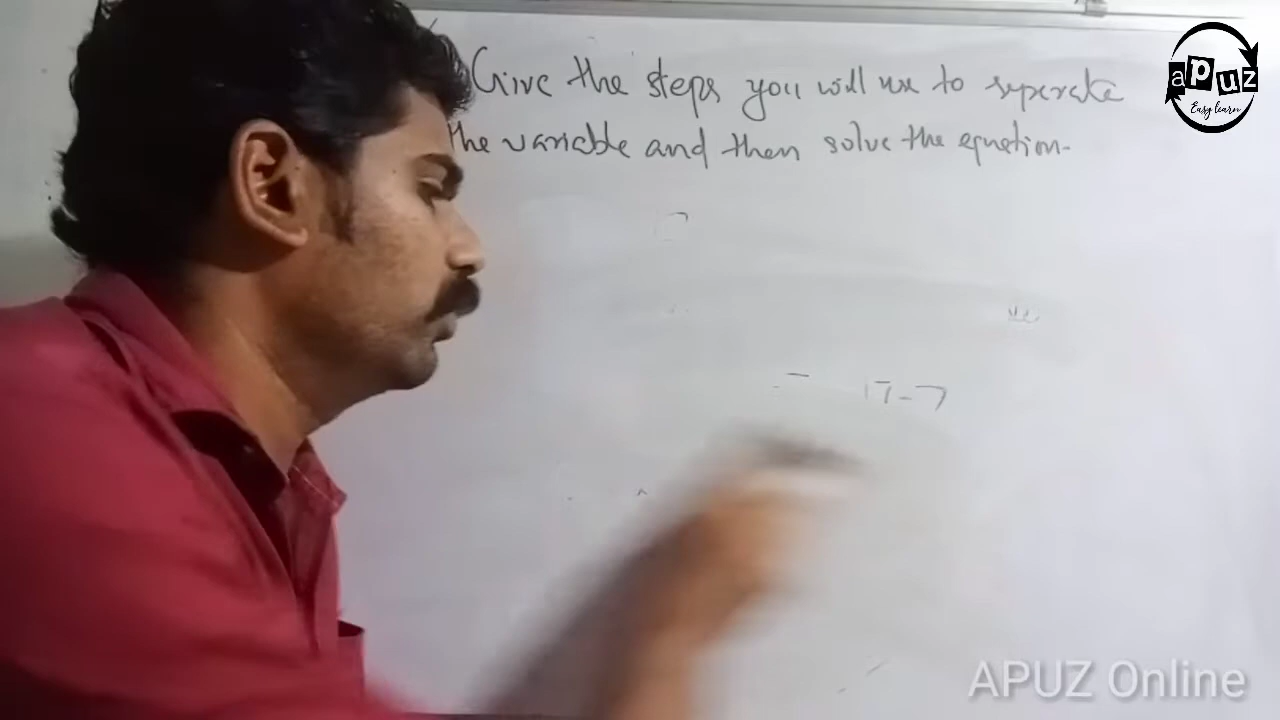 Give the steps you will use to seperate
the variable and then solve the equation.
17-7
apuz
Easy learn
APUZ Online